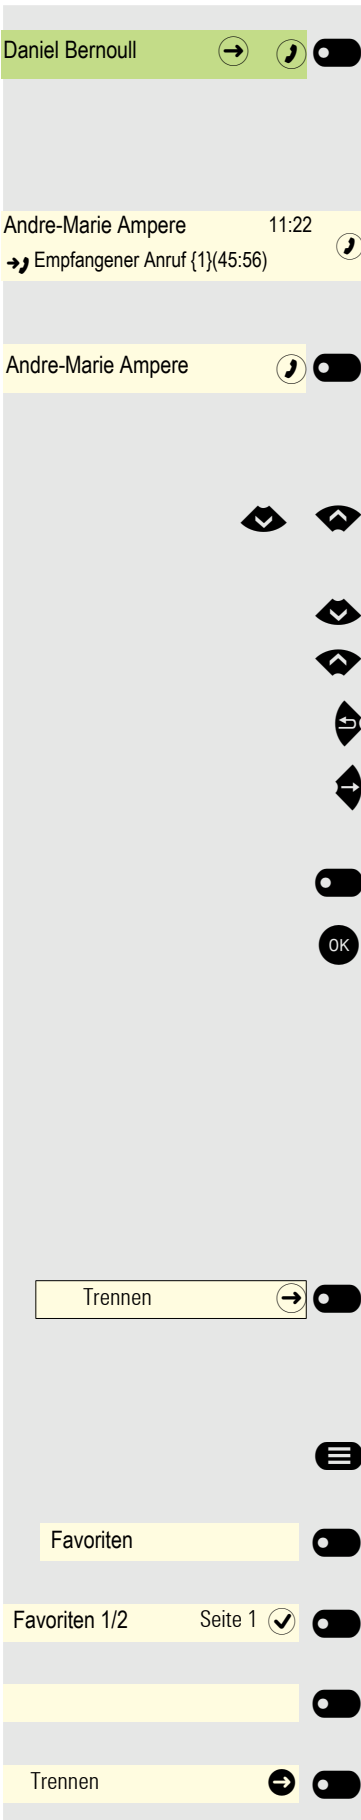 Daniel Bernoull
Andre-Marie Ampere 11:22
Empfangener Anruf {1}(45:56)
Andre-Marie Ampere
OK
Trennen
Favoriten
Favoriten 1/2 Seite 1
Trennen